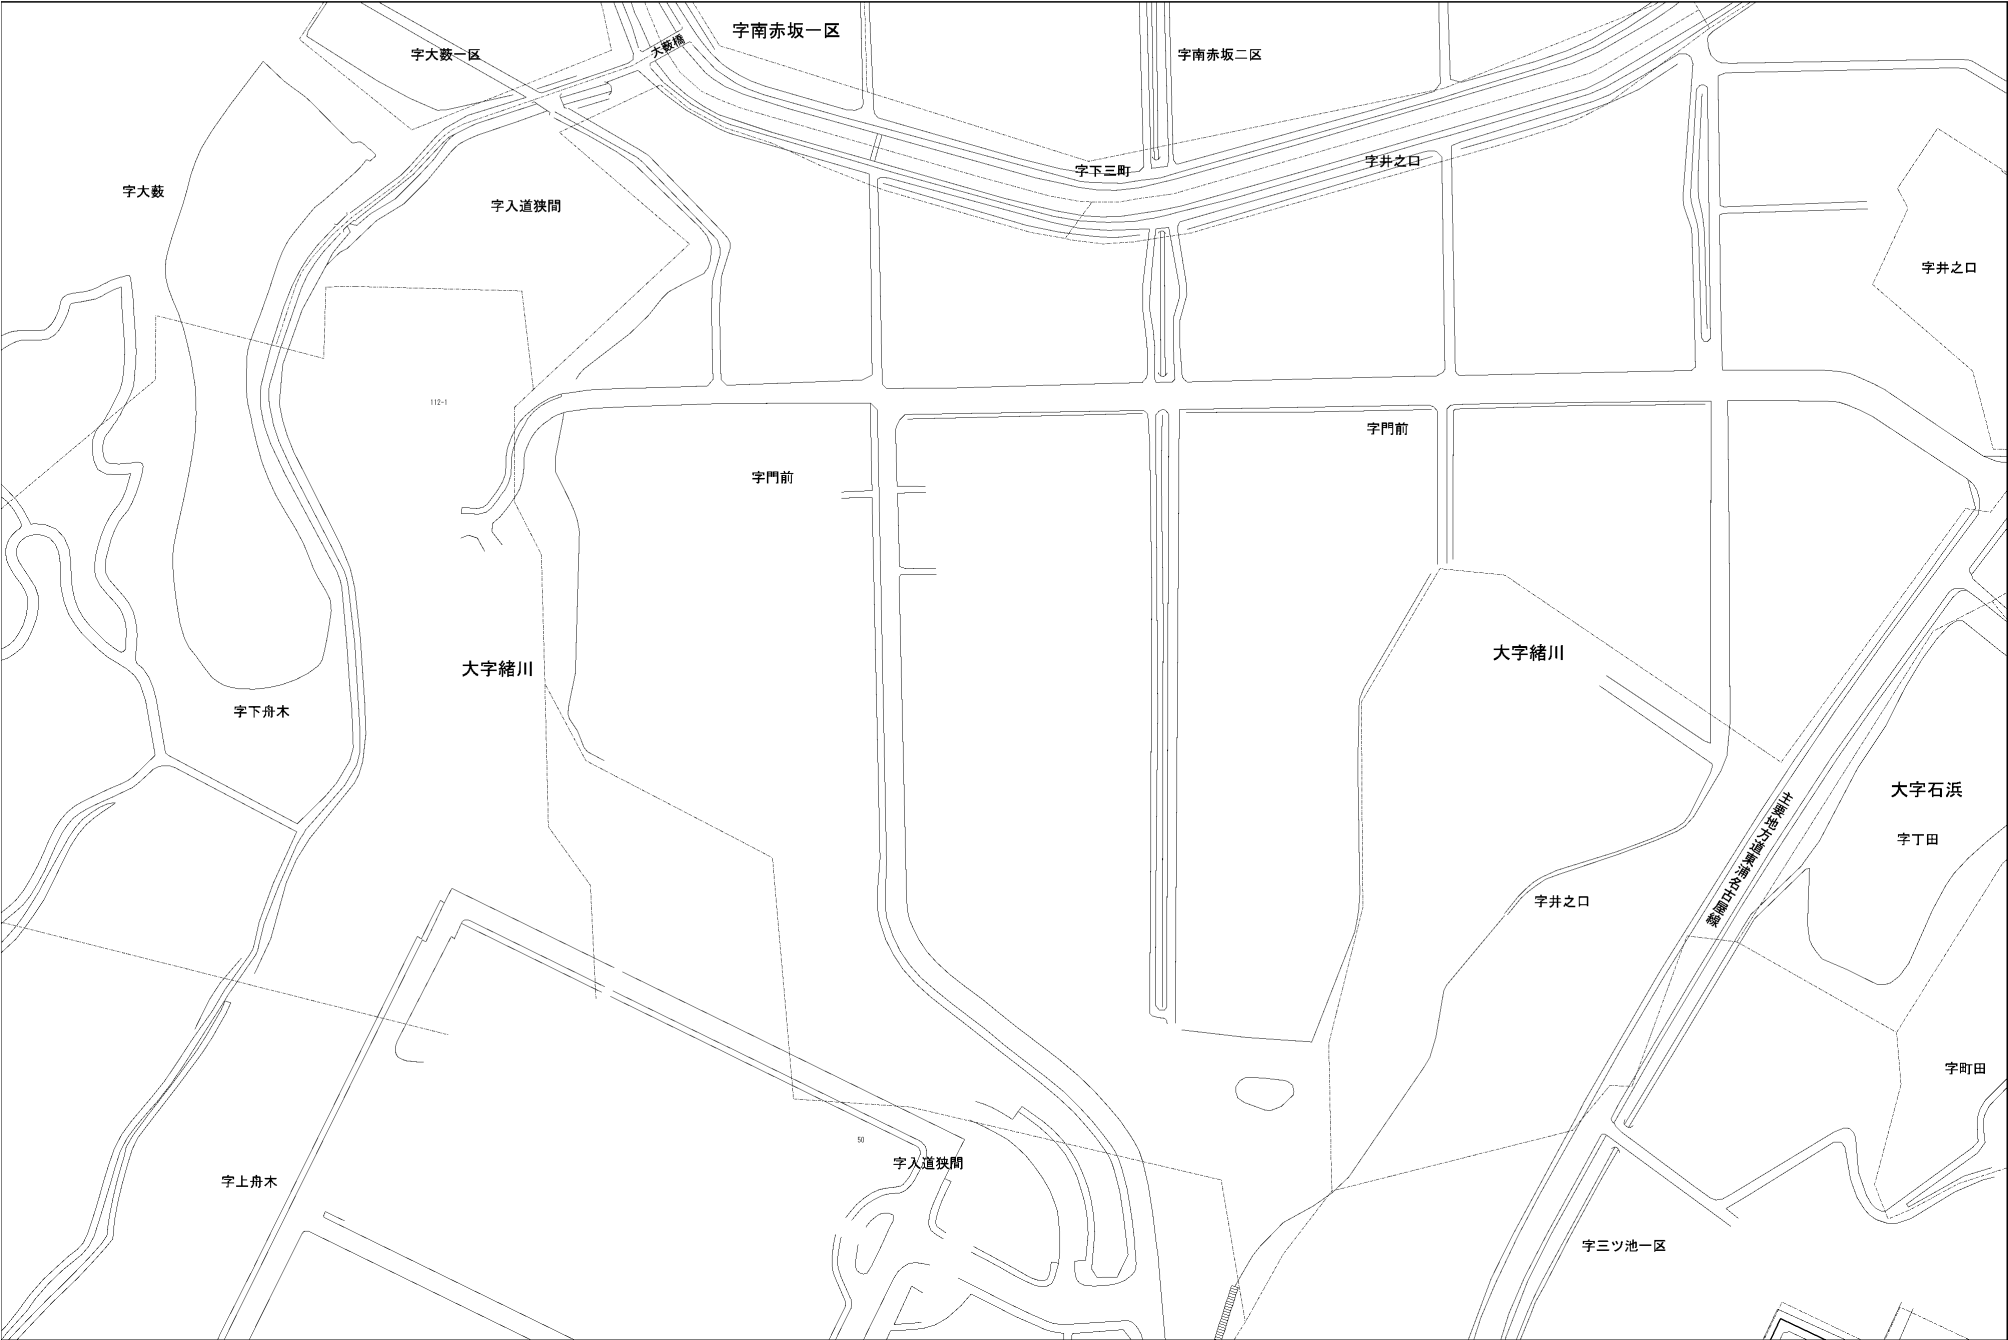 字南赤坂一区
大薮橋
字大薮一区
字南赤坂二区
字井之口
字下三町
字大薮
字入道狭間
字井之口
112-1
字門前
字門前
大字緒川
大字緒川
字下舟木
大字石浜
主要地方道東浦名古屋線
字丁田
字井之口
字町田
50
字入道狭間
字上舟木
字三ツ池一区